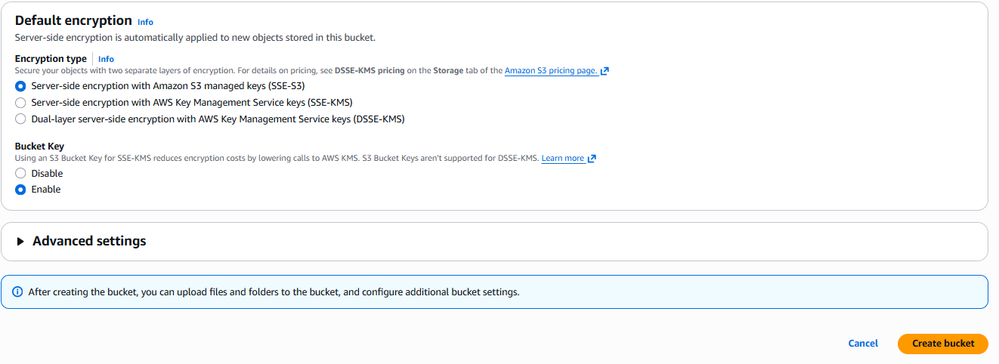 Default encryption Info
Server-side encryption is automatically applied to new objects stored in this bucket.
Encryption type Info
Secure your objects with two separate layers of encryption. For details on pricing, see DSSE-KMS pricing on the Storage tab of the Amazon S3 pricing page.
Server-side encryption with Amazon S3 managed keys (SSE-S3)
Server-side encryption with AWS Key Management Service keys (SSE-KMS)
Dual-layer server-side encryption with AWS Key Management Service keys (DSSE-KMS)
Bucket Key
Using an S3 Bucket Key for SSE-KMS reduces encryption costs by lowering calls to AWS KMS. S3 Bucket Keys aren't supported for DSSE-KMS. Learn more
Disable
Enable
Advanced settings
After creating the bucket, you can upload files and folders to the bucket, and configure additional bucket settings.
Cancel Create bucket